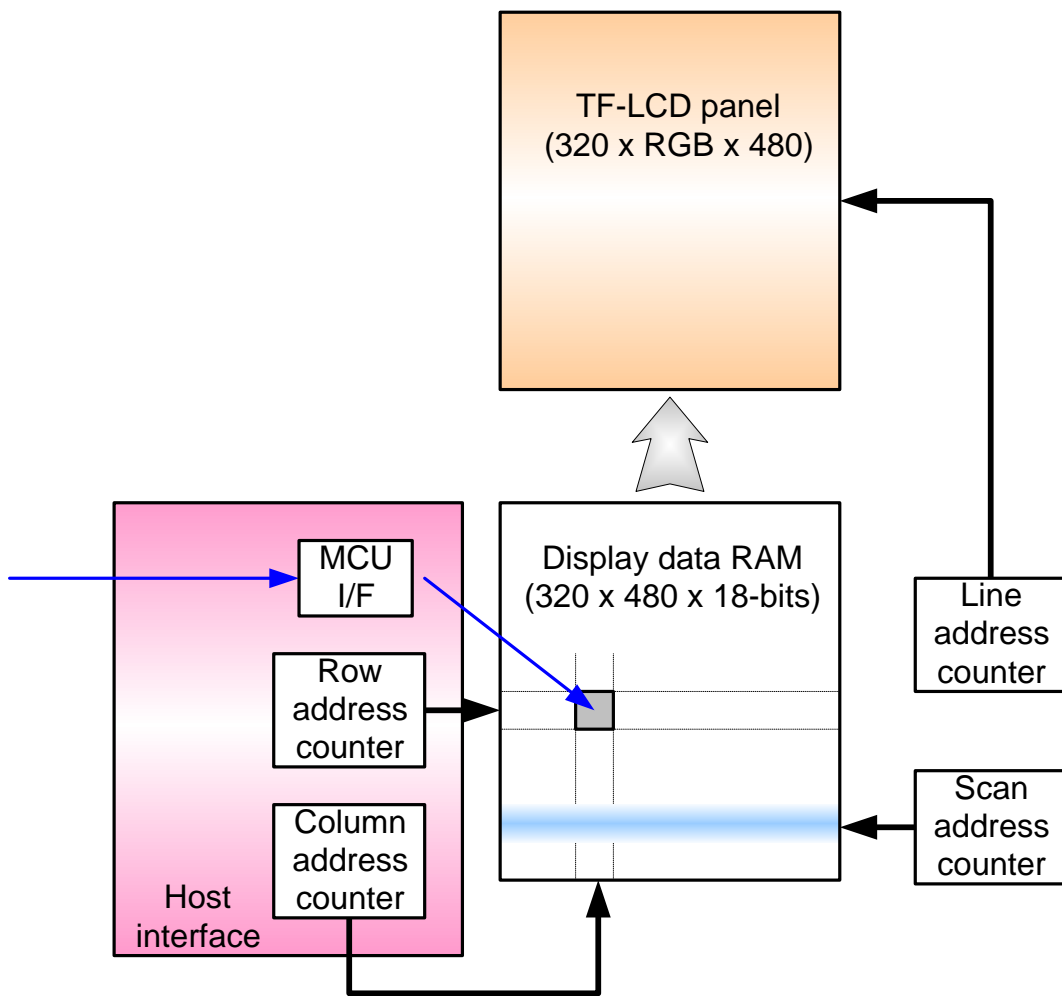 TF-LCD panel
(320 x RGB x 480)
MCU
I/F
Display data RAM
(320 x 480 x 18-bits)
Line
address
counter
Row
address
counter
Scan
address
counter
Column
address
counter
Host
interface